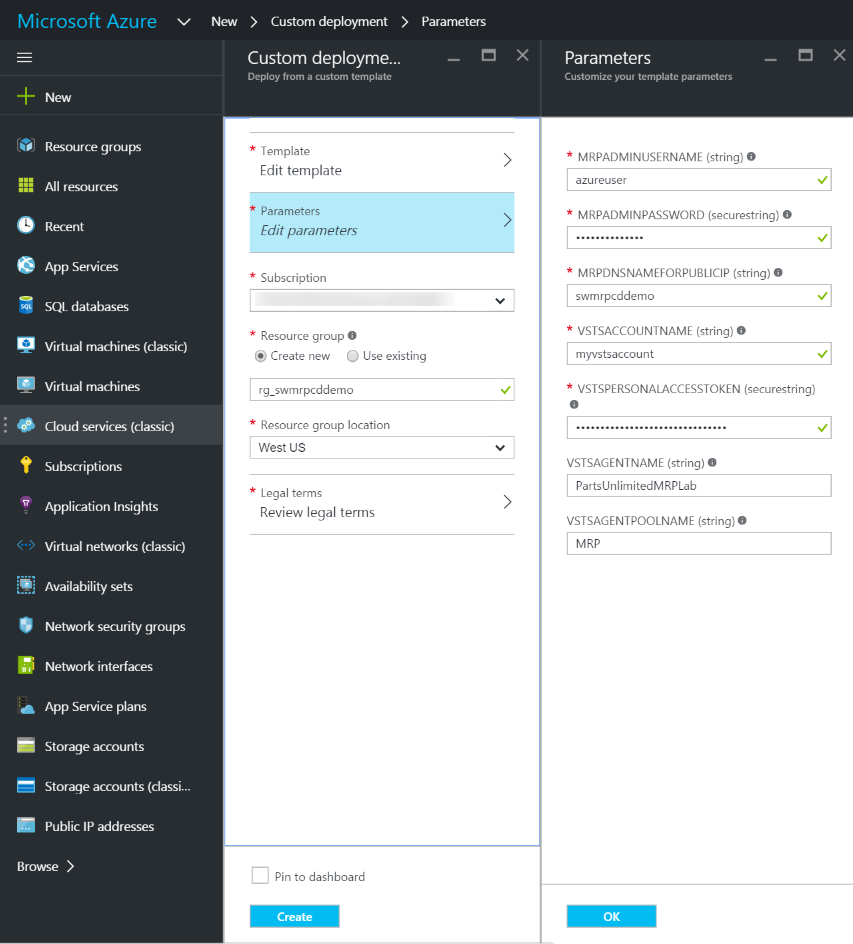 Microsoft Azure New Custom deployment Parameters
New
Resource groups
All resources
Recent
App Services
SQL databases
Virtual machines (classic)
Virtual machines
Cloud services (classic)
Subscriptions
Application Insights
Virtual networks (classic)
Availability sets
Network security groups
Network interfaces
App Service plans
Storage accounts
Storage accounts (classi...
Public IP addresses
Browse
Custom deployme...
Deploy from a custom template
* Template
Edit template
* Parameters
Edit parameters
* Subscription
* Resource group
Create new Use existing
rg_swmrpcddemo
* Resource group location
West US
* Legal terms
Review legal terms
Pin to dashboard
Create
Parameters
Customize your template parameters
* MRPADMINUSERNAME (string)
azureuser
* MRPADMINPASSWORD (securestring)
••••••••••••••
* MRPDNSNAMEFORPUBLICIP (string)
swmrpcddemo
* VSTSACCOUNTNAME (string)
myvstsaccount
* VSTSPERSONALACCESSTOKEN (securestring)
•••••••••••••••••••••••••••••••
VSTSAGENTNAME (string)
PartsUnlimitedMRPLab
VSTSAGENTPOOLNAME (string)
MRP
OK